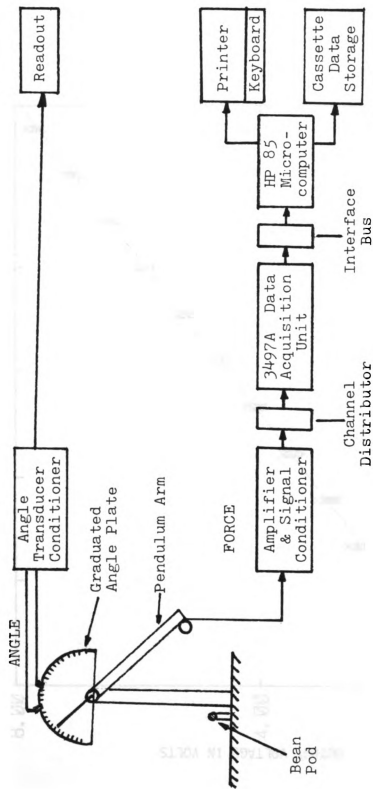 ANGLE
Angle
Transducer
Conditioner
Readout
Graduated
Angle Plate
Pendulum Arm
FORCE
Bean
Pod
Amplifier
& Signal
Conditioner
Channel
Distributor
3497A Data
Acquisition
Unit
Interface
Bus
HP 85
Micro-
computer
Printer
Keyboard
Cassette
Data
Storage